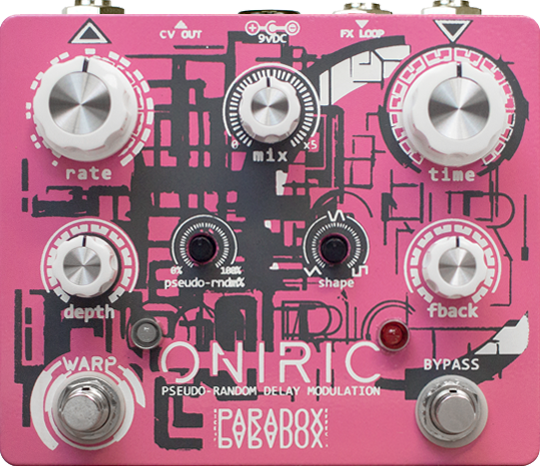 CV OUT
9VDC
FX LOOP
rate
0 x5
mix
time
0% 100%
pseudo-rndm%
shape
depth
fback
ONIRIC
WARP
BYPASS
PSEUDO-RANDOM DELAY MODULATION
PARADOX